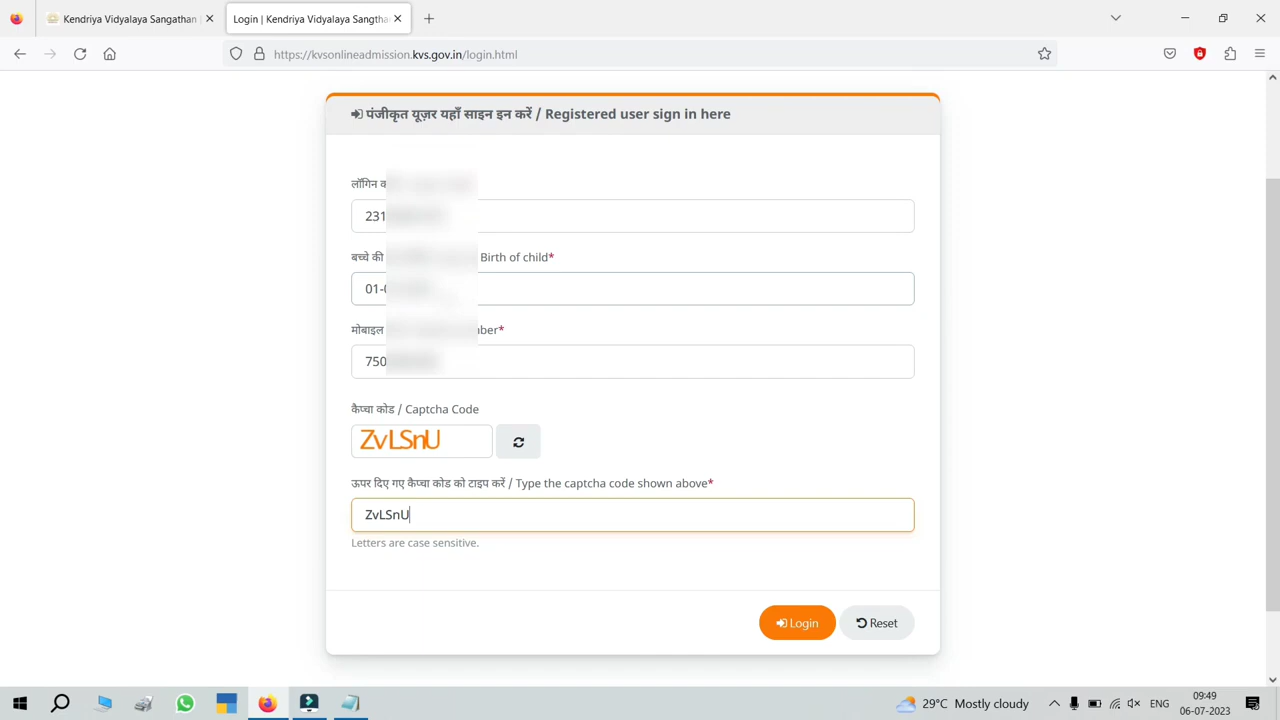 Kendriya Vidyalaya Sangathan
Login | Kendriya Vidyalaya Sangtha
https://kvsonlineadmission.kvs.gov.in/login.html
पंजीकृत यूज़र यहाँ साइन इन करें / Registered user sign in here
लॉगिन
231
बच्चे की Birth of child*
01-
मोबाइल
750
कैप्चा कोड / Captcha Code
ZvLSnU
ऊपर दिए गए कैप्चा कोड को टाइप करें / Type the captcha code shown above*
ZvLSnU
Letters are case sensitive.
Login
Reset
29°C Mostly cloudy
ENG
09:49
06-07-2023